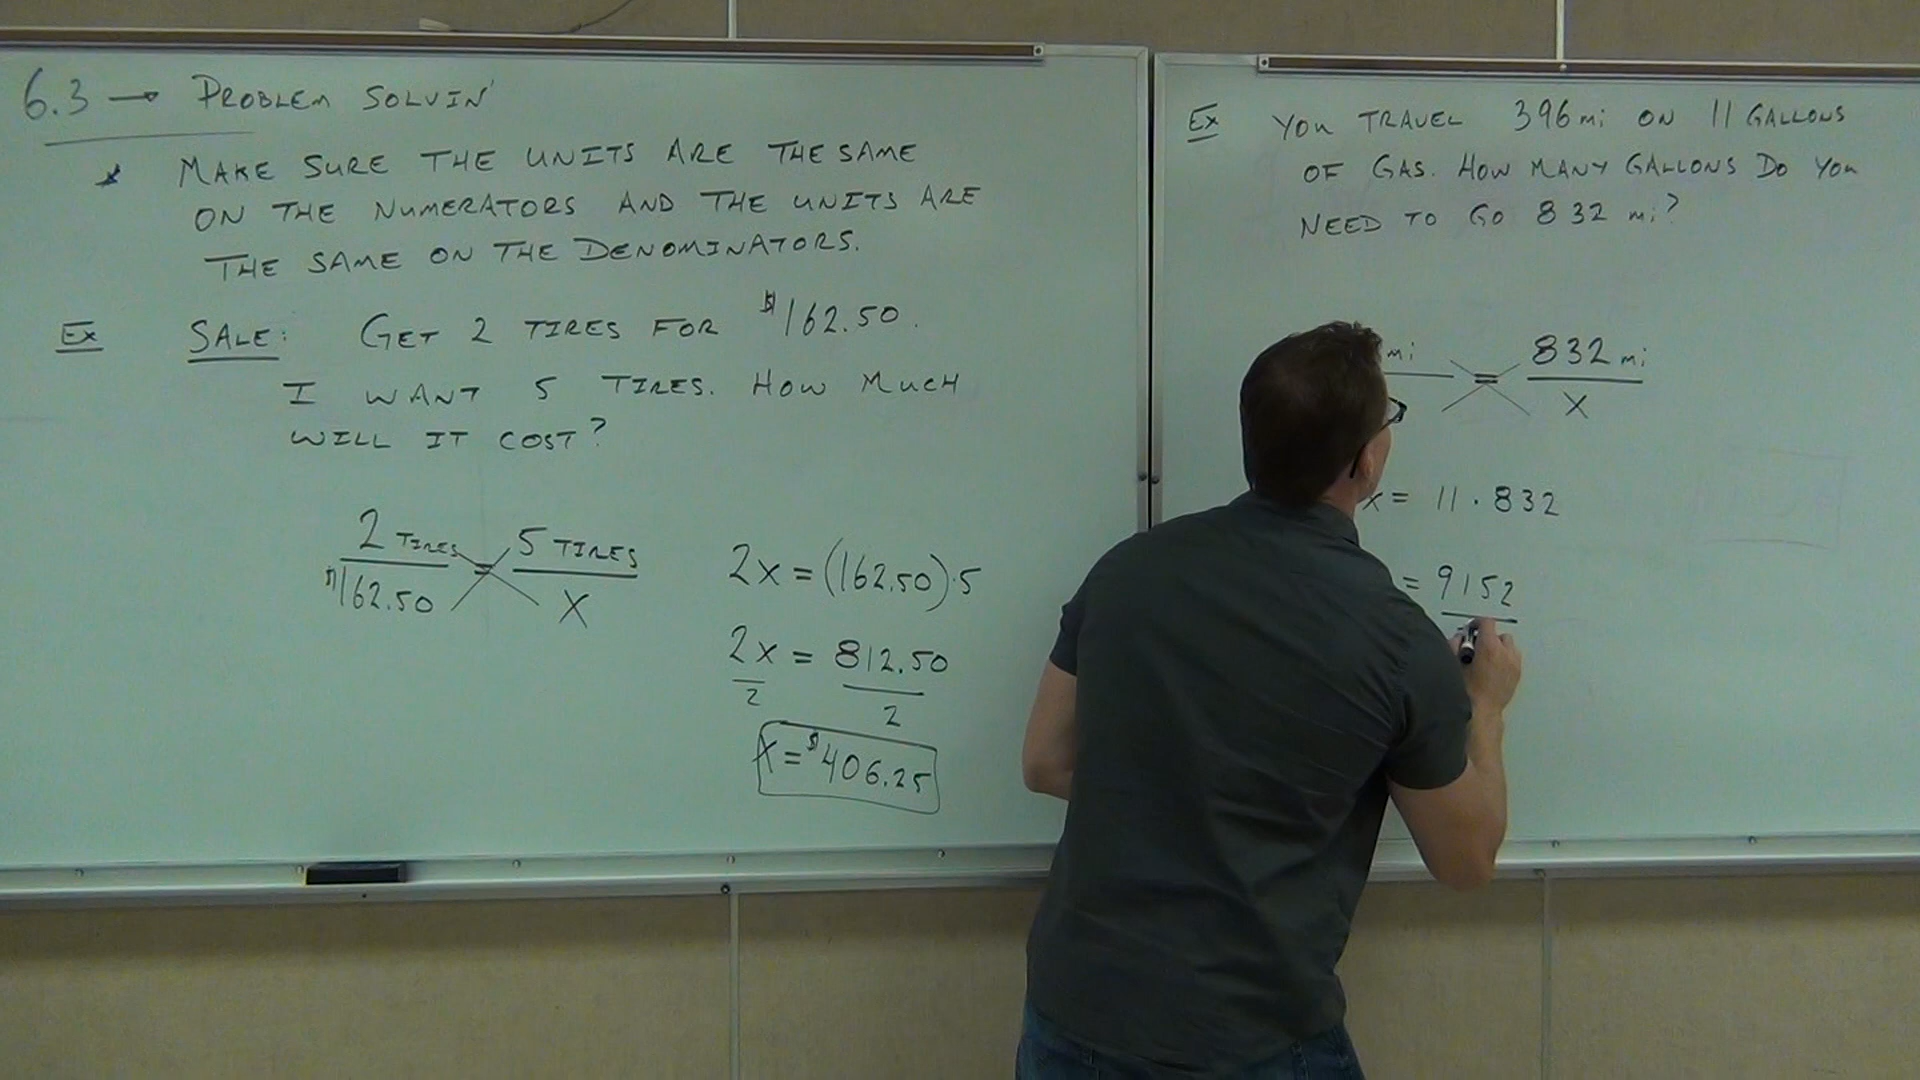 6.3 → PROBLEM SOLVIN'
* MAKE SURE THE UNITS ARE THE SAME
ON THE NUMERATORS AND THE UNITS ARE
THE SAME ON THE DENOMINATORS.
Ex SALE: GET 2 TIRES FOR $162.50.
I WANT 5 TIRES. HOW MUCH
WILL IT COST?
2 TIRES = 5 TIRES
$162.50 X
2x = (162.50)·5
2x = 812.50
2 2
x = $406.25
Ex YOU TRAVEL 396 mi ON 11 GALLONS
OF GAS. HOW MANY GALLONS DO YOU
NEED TO GO 832 mi?
mi = 832 mi
X
x = 11 · 832
= 9152